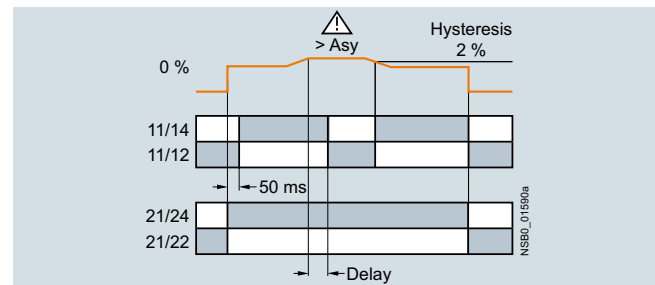 Hysteresis
2 %
> Asy
0 %
11/14
11/12
50 ms
21/24
21/22
Delay
NSB0_01590a